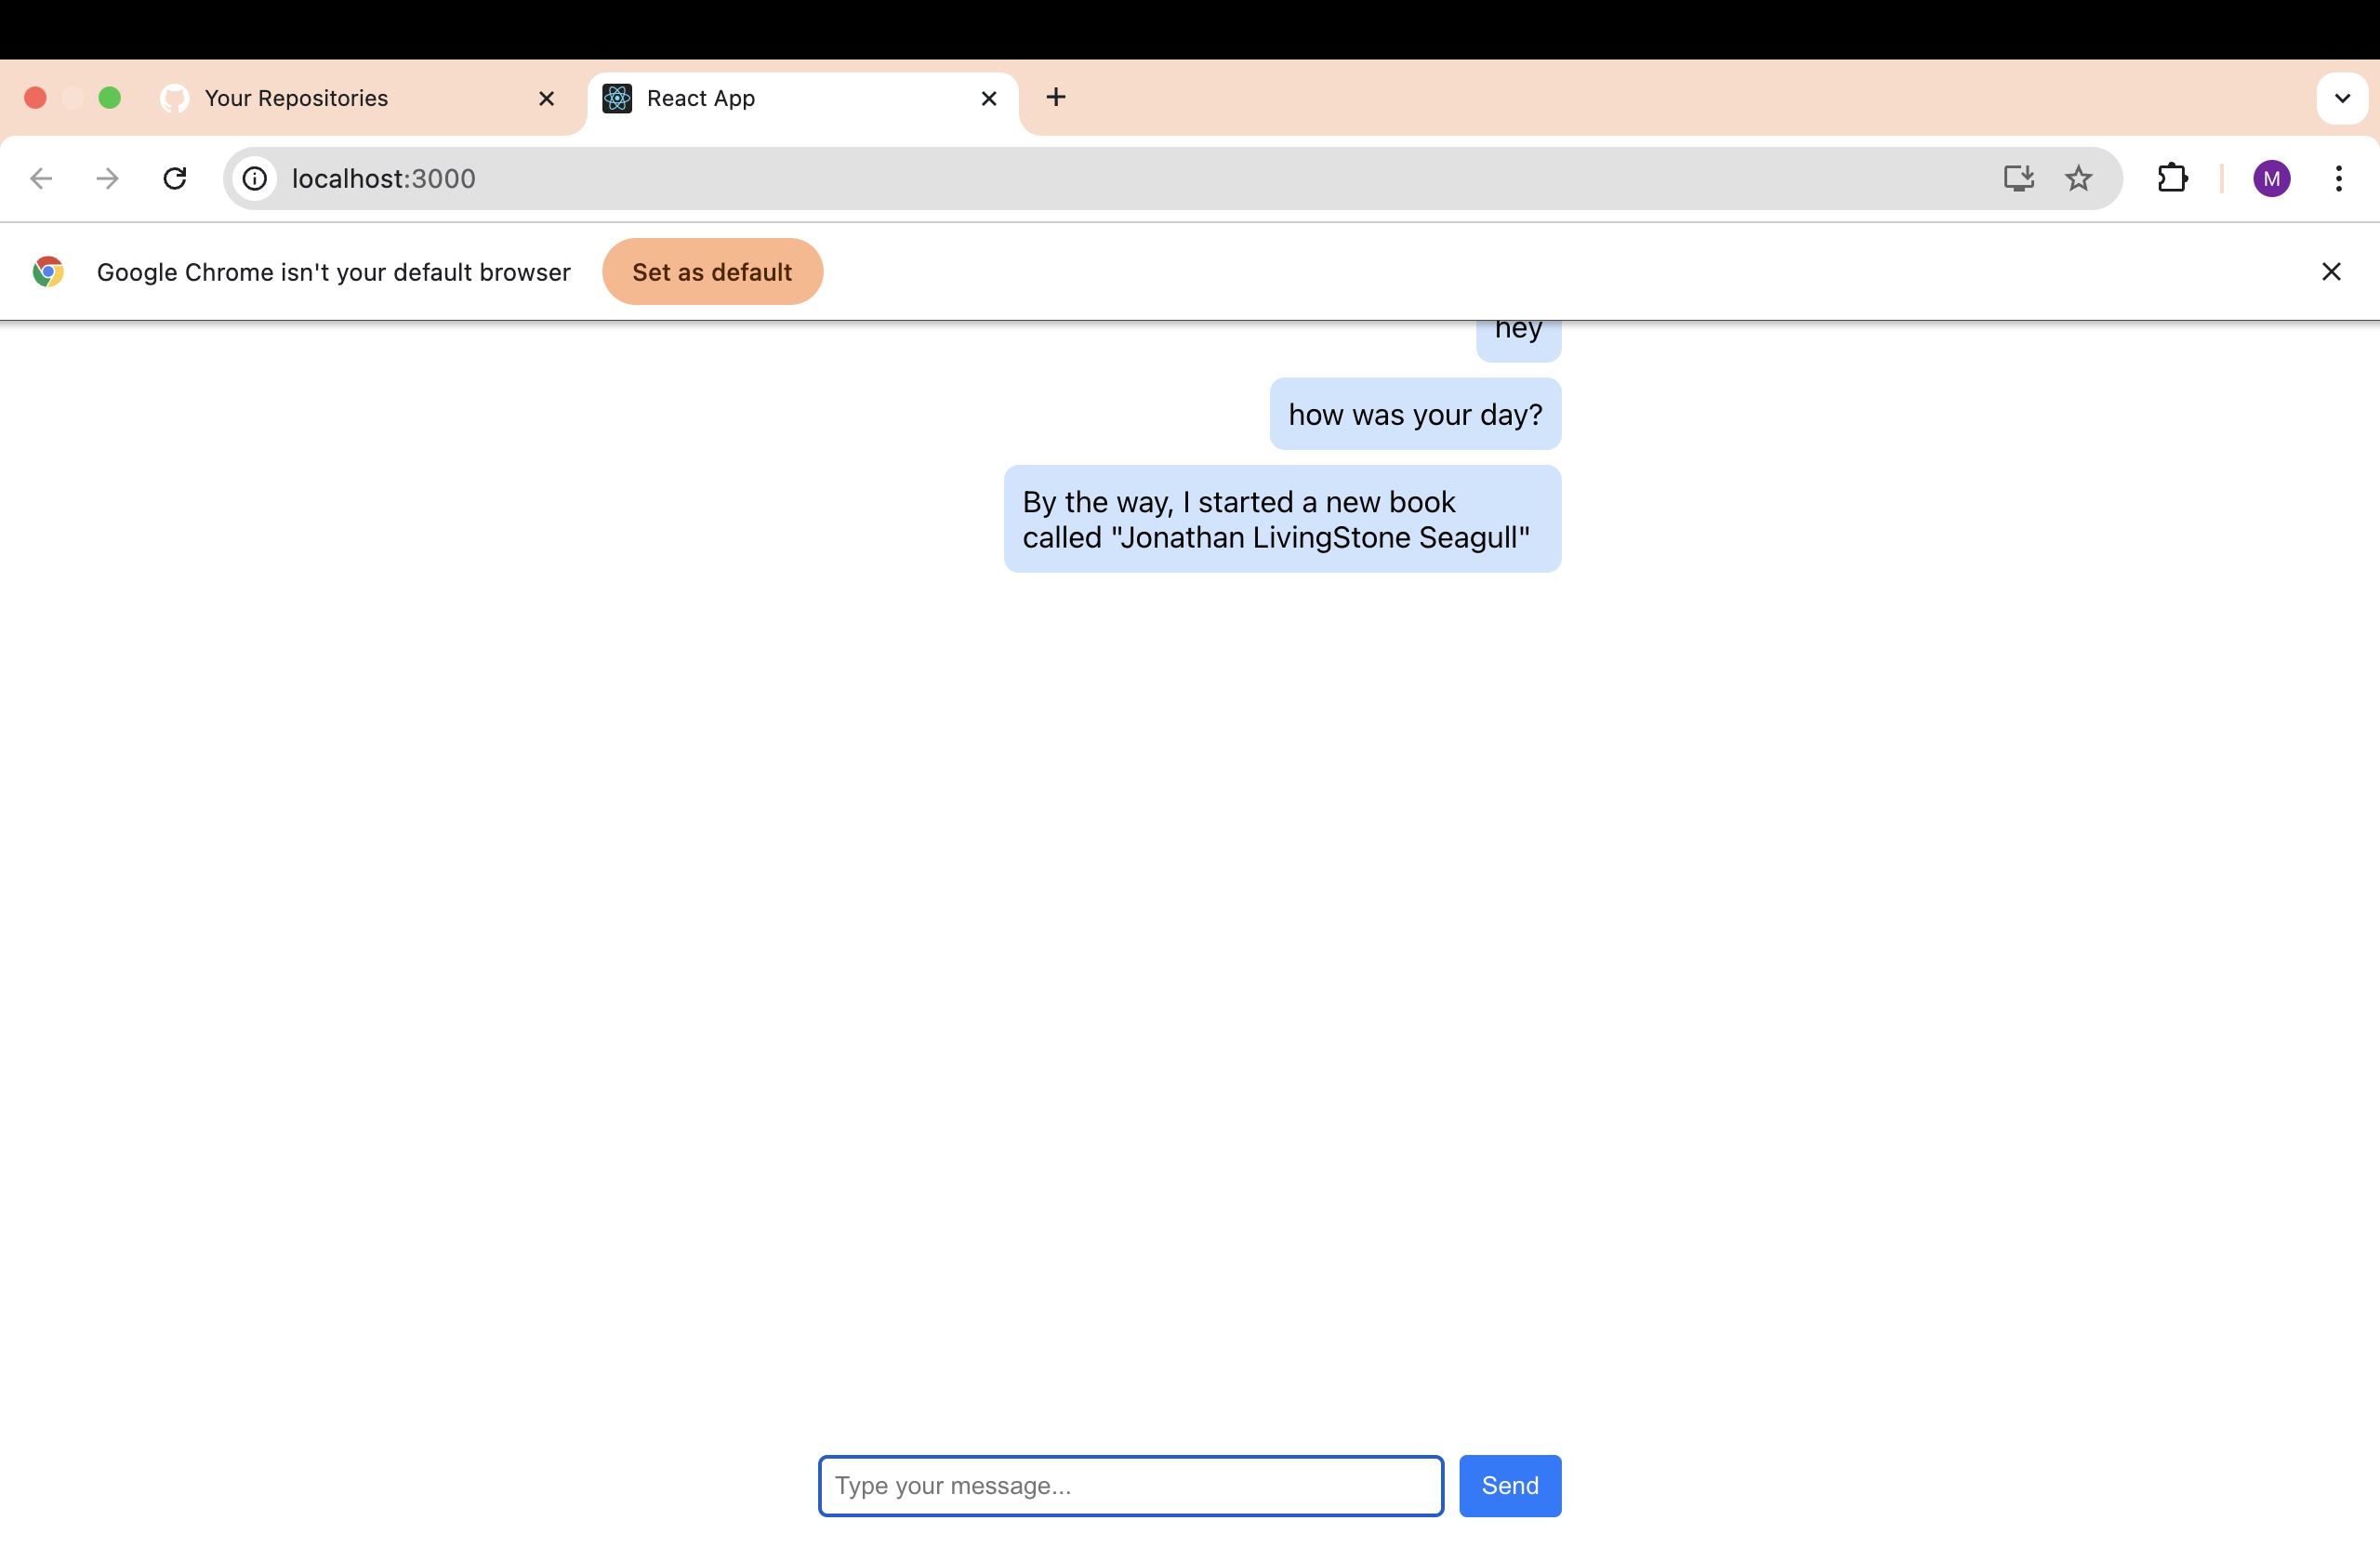 Your Repositories
React App
localhost:3000
M
Google Chrome isn't your default browser
Set as default
hey
how was your day?
By the way, I started a new book
called "Jonathan LivingStone Seagull"
Type your message...
Send